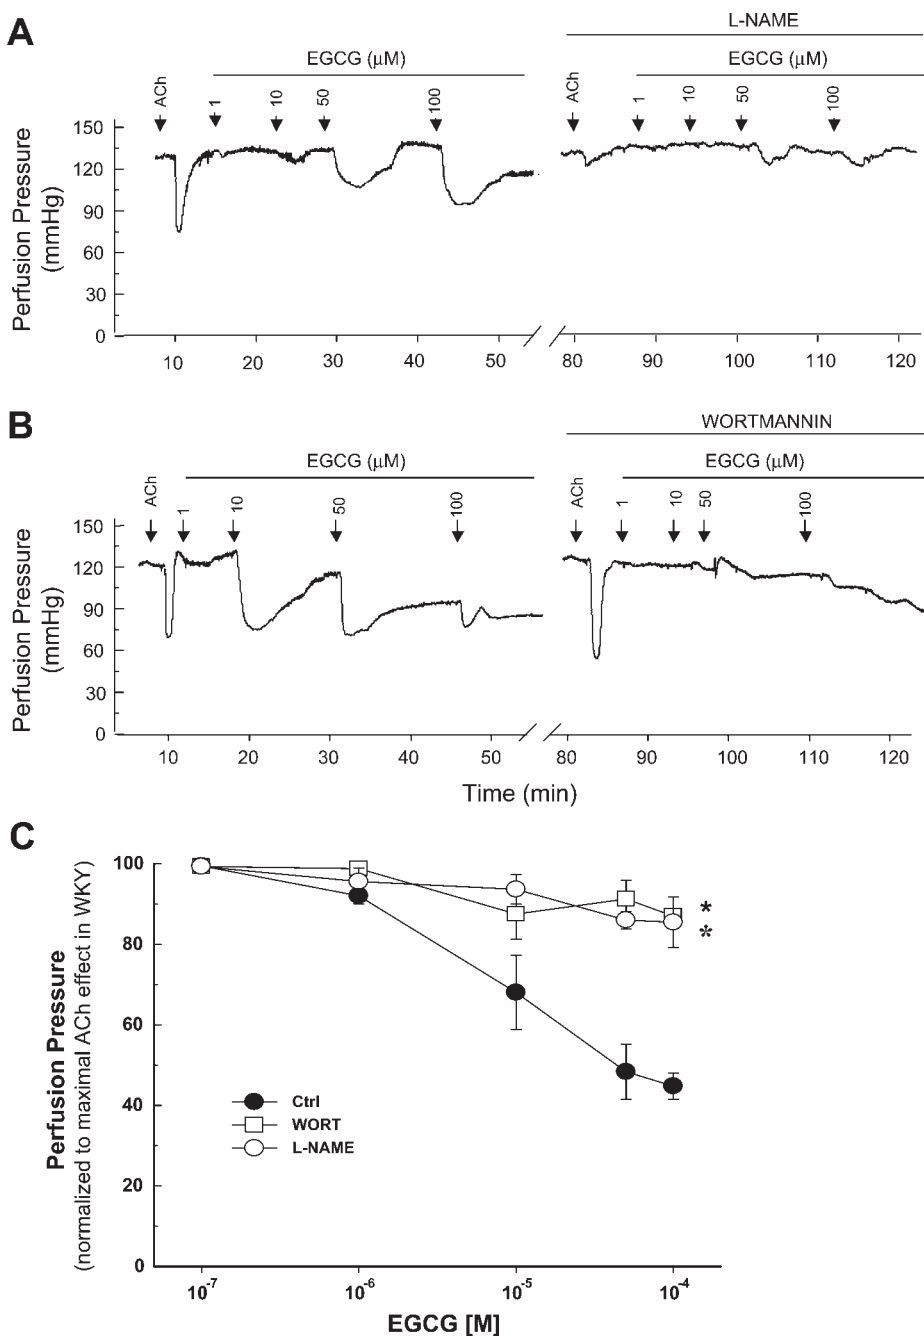 A
L-NAME
EGCG (μM)
EGCG (μM)
ACh
1
10
50
100
ACh
1
10
50
100
Perfusion Pressure
(mmHg)
150
120
90
60
30
0
10
20
30
40
50
80
90
100
110
120
B
WORTMANNIN
EGCG (μM)
EGCG (μM)
ACh
1
10
50
100
ACh
1
10
50
100
Perfusion Pressure
(mmHg)
150
120
90
60
30
0
10
20
30
40
50
80
90
100
110
120
Time (min)
C
Perfusion Pressure
(normalized to maximal ACh effect in WKY)
100
80
60
40
20
0
*
*
Ctrl
WORT
L-NAME
10-7
10-6
10-5
10-4
EGCG [M]